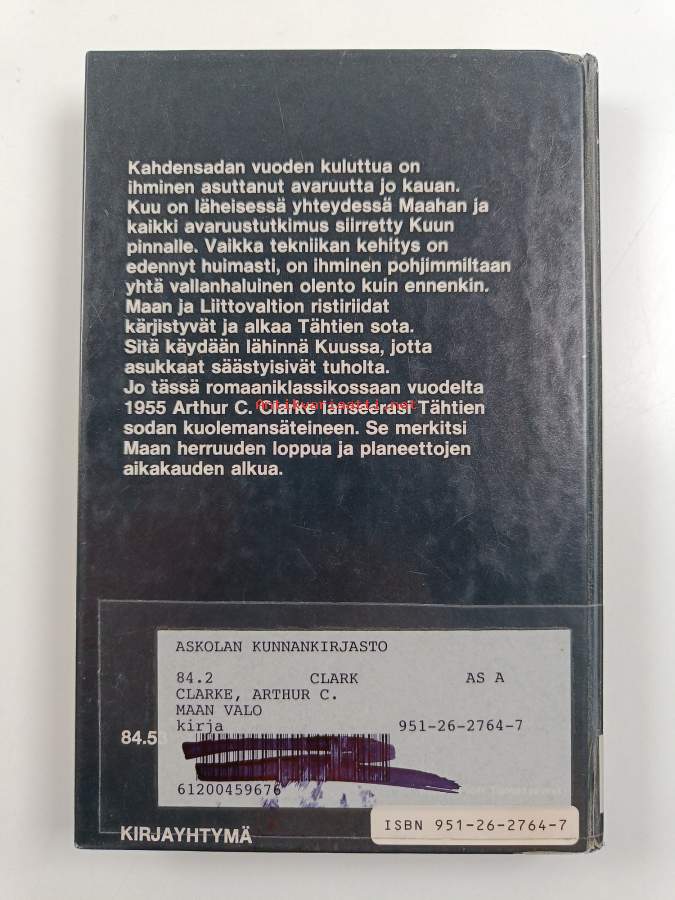 Kahdensadan vuoden kuluttua on
ihminen asuttanut avaruutta jo kauan.
Kuu on läheisessä yhteydessä Maahan ja
kaikki avaruustutkimus siirretty Kuun
pinnalle. Vaikka tekniikan kehitys on
edennyt huimasti, on ihminen pohjimmiltaan
yhtä vallanhaluinen olento kuin ennenkin.
Maan ja Liittovaltion ristiriidat
kärjistyvät ja alkaa Tähtien sota.
Sitä käydään lähinnä Kuussa, jotta
asukkaat säästyisivät tuholta.
Jo tässä romaaniklassikossaan vuodelta
1955 Arthur C. Clarke lanseerasi Tähtien
sodan kuolemansäteineen. Se merkitsi
Maan herruuden loppua ja planeettojen
aikakauden alkua.
ASKOLAN KUNNANKIRJASTO
84.2 CLARK AS A
CLARKE, ARTHUR C.
MAAN VALO
kirja 951-26-2764-7
84.53
61200459676
KIRJAYHTYMÄ
ISBN 951-26-2764-7